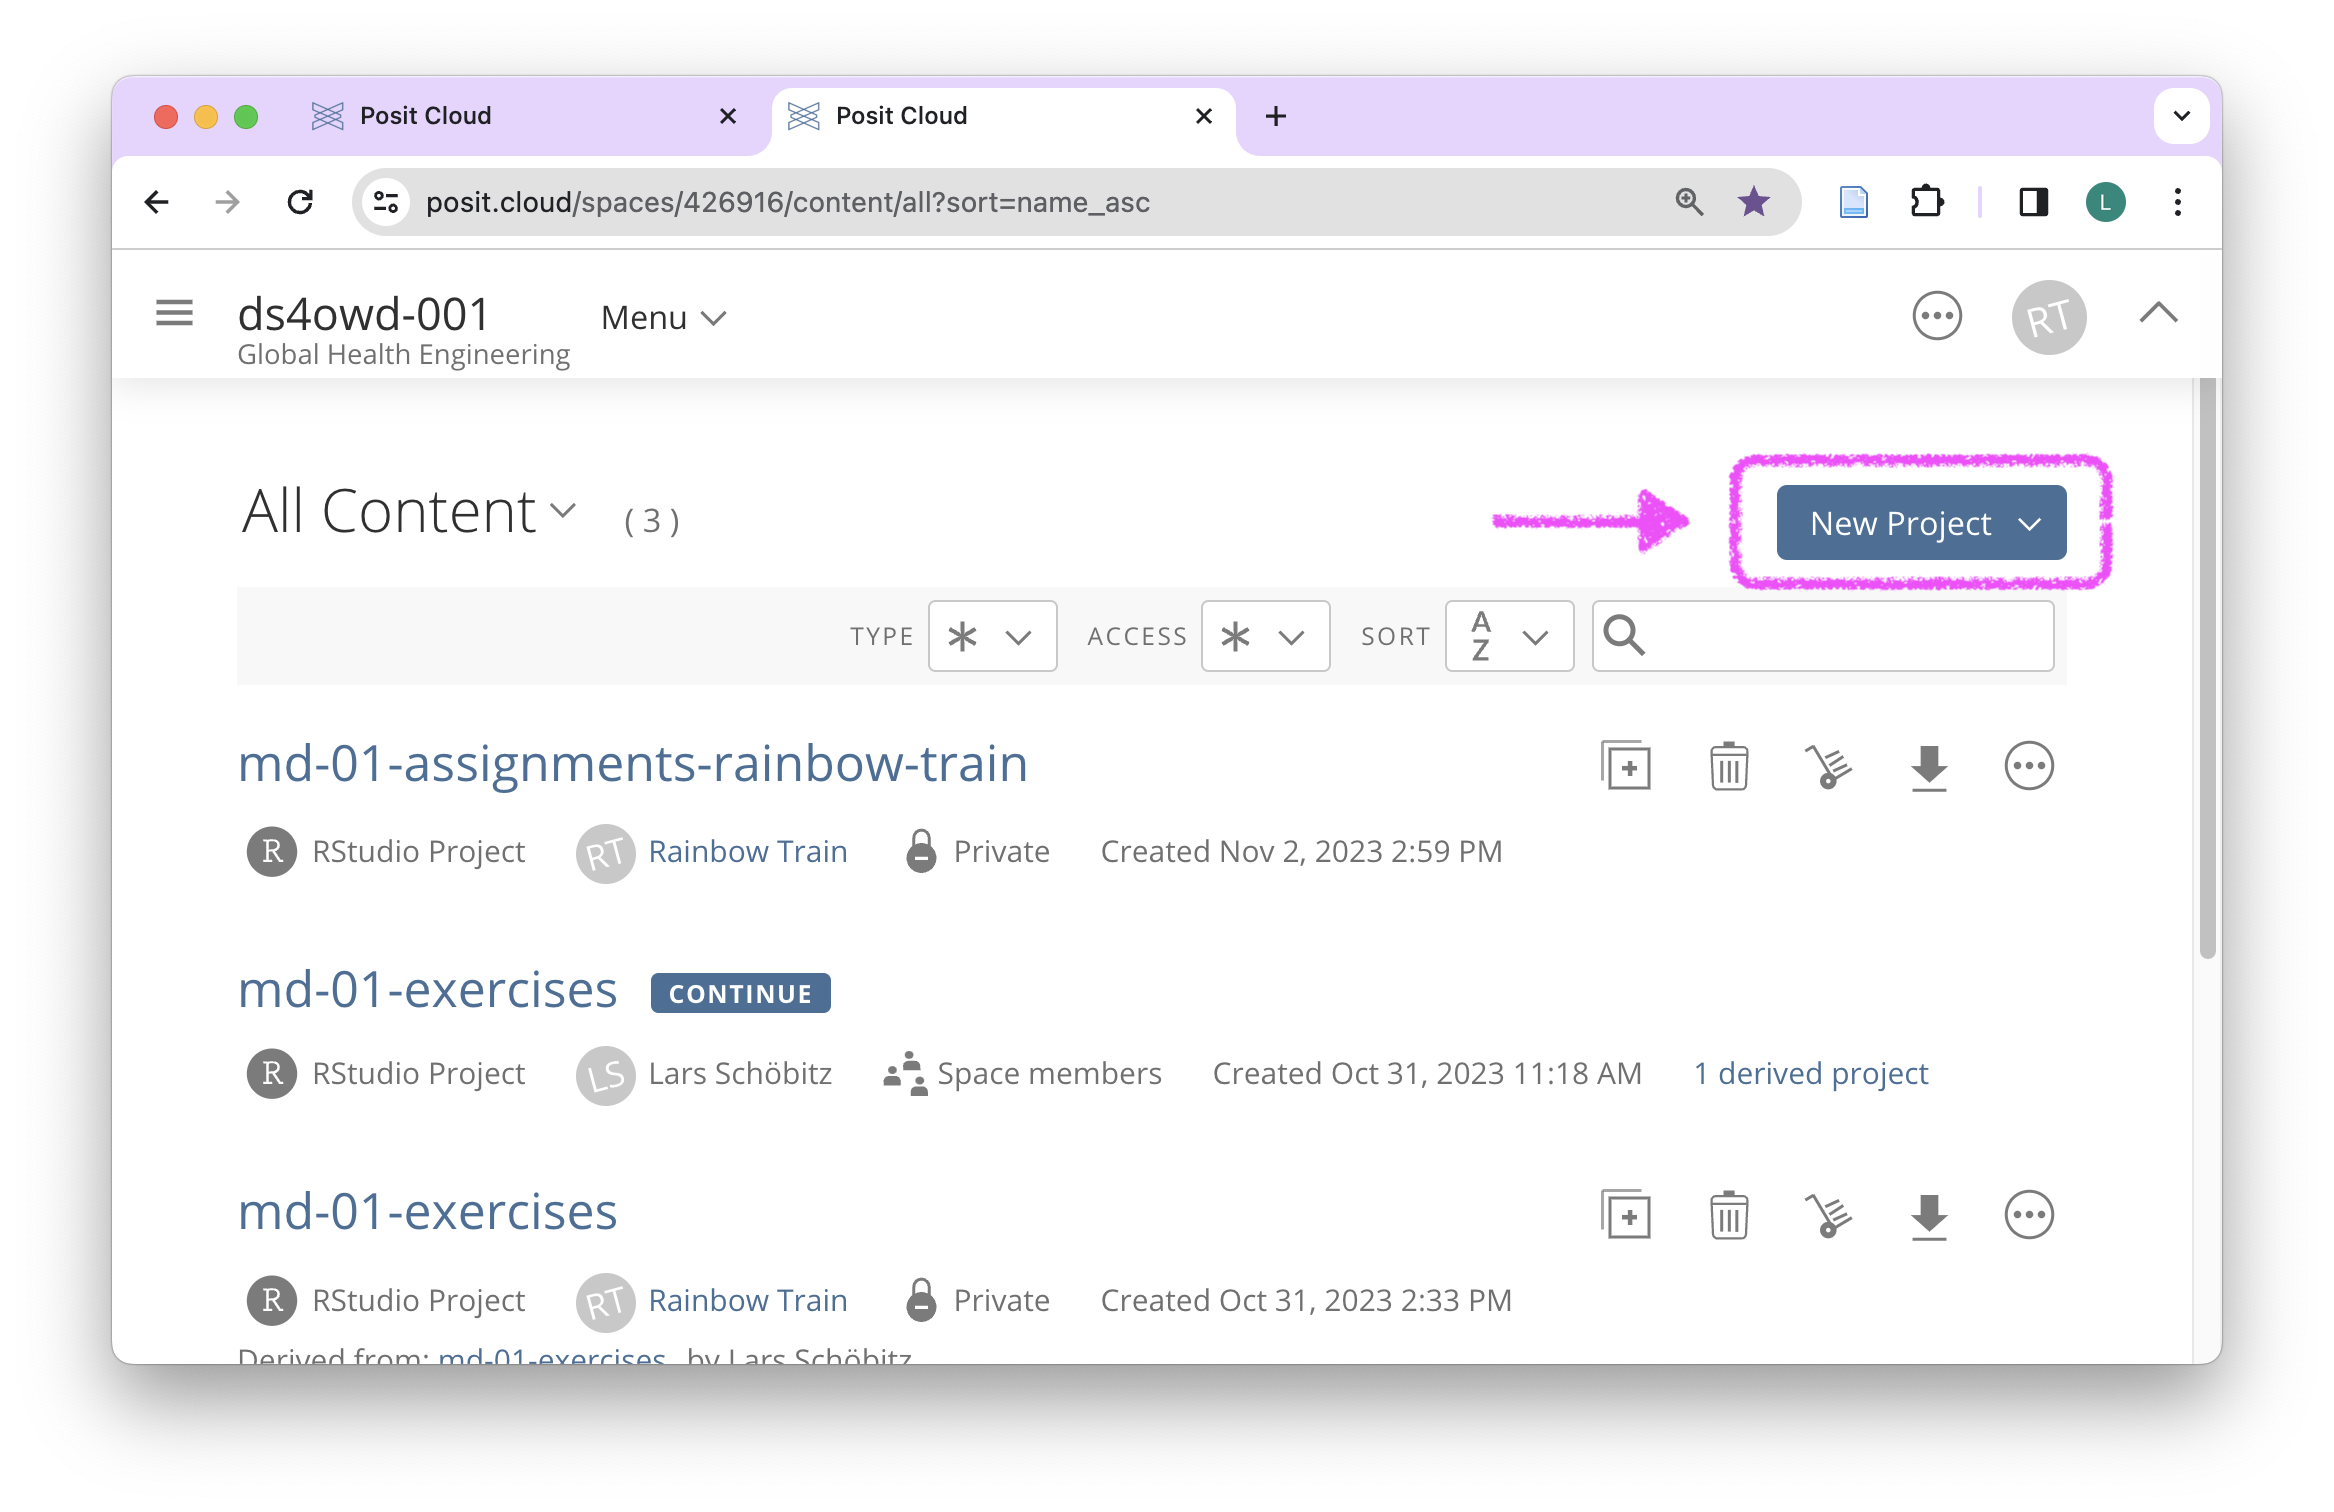 Posit Cloud
Posit Cloud
posit.cloud/spaces/426916/content/all?sort=name_asc
L
ds4owd-001
Menu
Global Health Engineering
RT
All Content
( 3 )
New Project
TYPE
ACCESS
SORT
A
Z
md-01-assignments-rainbow-train
R RStudio Project RT Rainbow Train Private Created Nov 2, 2023 2:59 PM
md-01-exercises CONTINUE
R RStudio Project LS Lars Schöbitz Space members Created Oct 31, 2023 11:18 AM 1 derived project
md-01-exercises
R RStudio Project RT Rainbow Train Private Created Oct 31, 2023 2:33 PM
Derived from: md-01-exercises by Lars Schöbitz